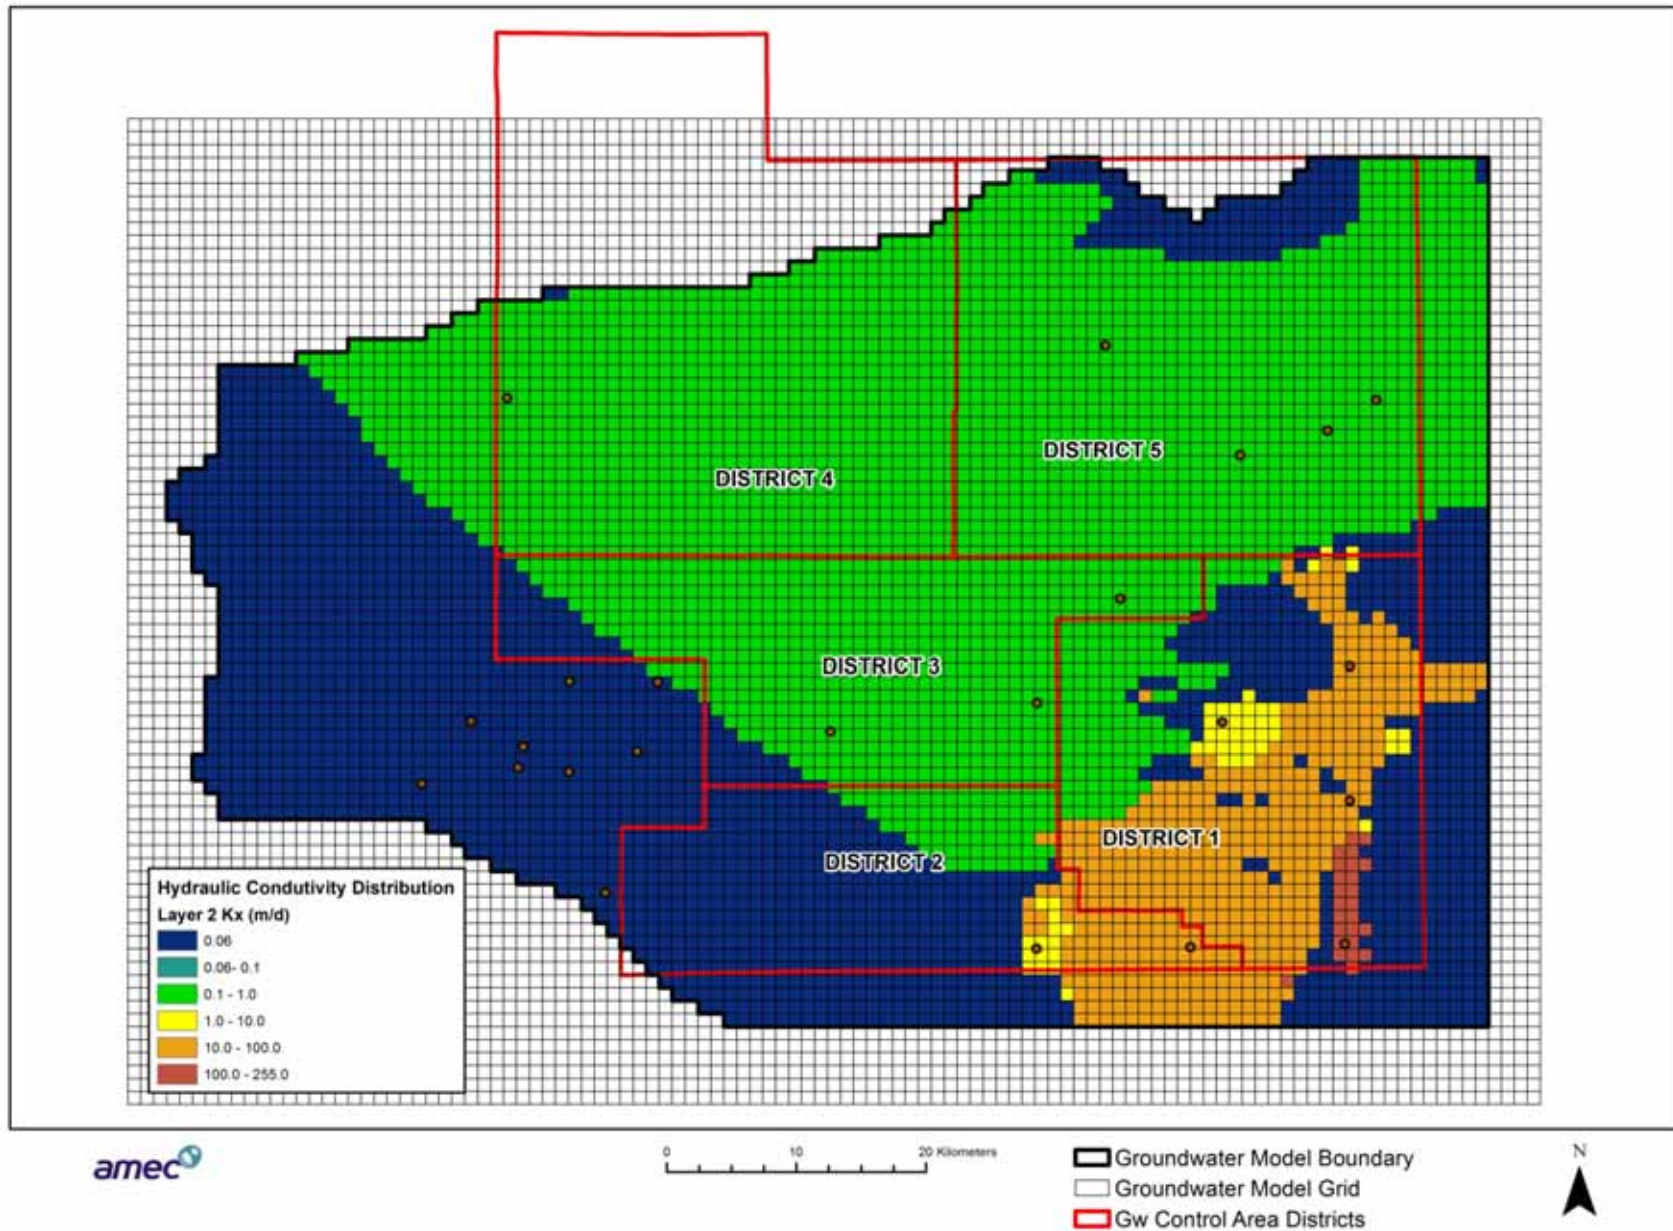 DISTRICT 5
DISTRICT 4
DISTRICT 3
DISTRICT 1
DISTRICT 2
Hydraulic Condutivity Distribution
Layer 2 Kx (m/d)
0.06
0.06- 0.1
0.1 - 1.0
1.0 - 10.0
10.0 - 100.0
100.0 - 255.0
amec
0 10 20 Kilometers
Groundwater Model Boundary
Groundwater Model Grid
Gw Control Area Districts
N